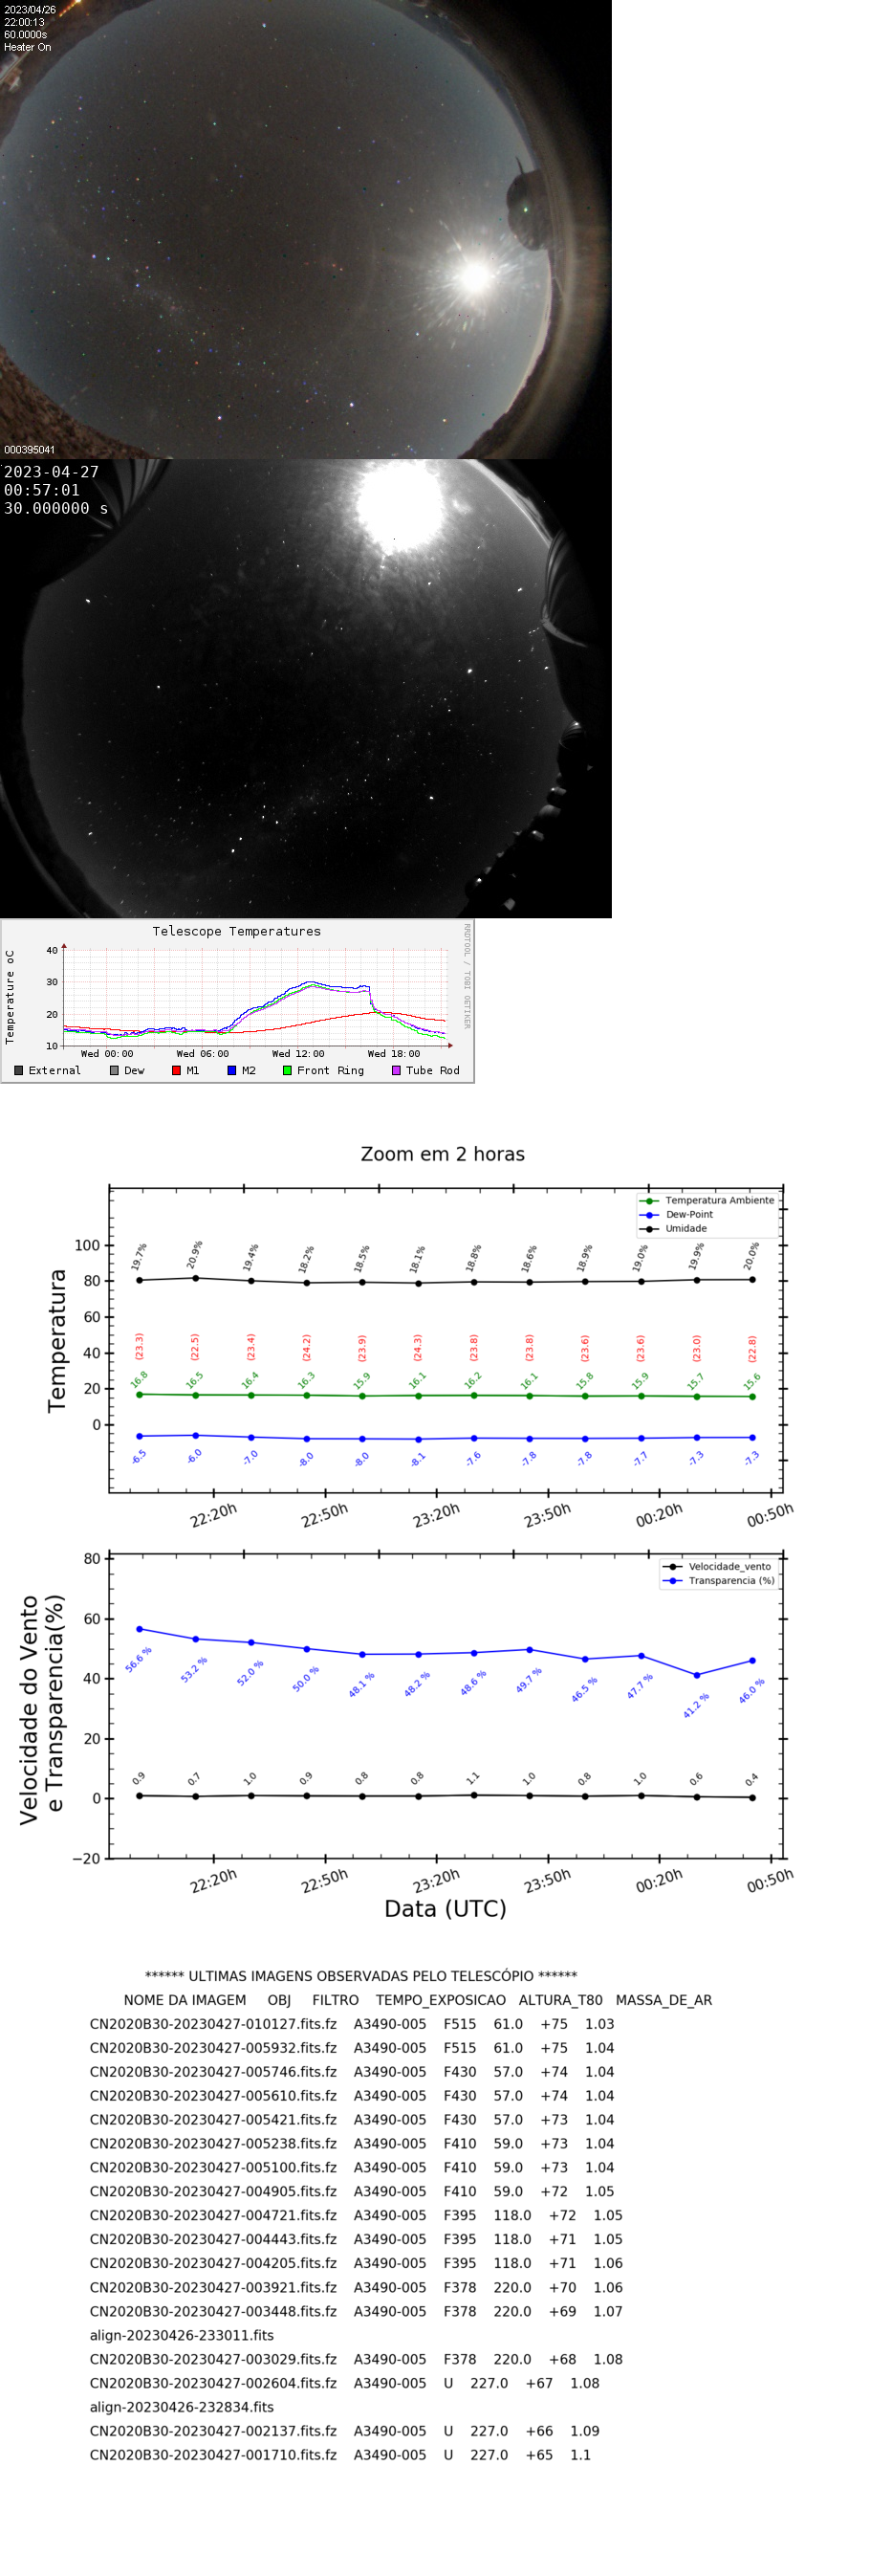 2023/04/26
22:00:13
60.0000s
Heater On
000395041
2023-04-27
00:57:01
30.000000 s
Telescope Temperatures
RRDTOOL / TOBI OETIKER
Temperature oC
40
30
20
10
Wed 00:00 Wed 06:00 Wed 12:00 Wed 18:00
External Dew M1 M2 Front Ring Tube Rod
Zoom em 2 horas
Temperatura Ambiente
Dew-Point
Umidade
Temperatura
100
80
60
40
20
0
19.7% 20.9% 19.4% 18.2% 18.5% 18.1% 18.8% 18.6% 18.9% 19.0% 19.9% 20.0%
(23.3) (22.5) (23.4) (24.2) (23.9) (24.3) (23.8) (23.8) (23.6) (23.6) (23.0) (22.8)
16.8 16.5 16.4 16.3 15.9 16.1 16.2 16.1 15.8 15.9 15.7 15.6
-6.5 -6.0 -7.0 -8.0 -8.0 -8.1 -7.6 -7.8 -7.8 -7.7 -7.3 -7.3
22:20h 22:50h 23:20h 23:50h 00:20h 00:50h
Velocidade_vento
Transparencia (%)
Velocidade do Vento
e Transparencia(%)
80
60
40
20
0
−20
56.6 % 53.2 % 52.0 % 50.0 % 48.1 % 48.2 % 48.6 % 49.7 % 46.5 % 47.7 % 41.2 % 46.0 %
0.9 0.7 1.0 0.9 0.8 0.8 1.1 1.0 0.8 1.0 0.6 0.4
22:20h 22:50h 23:20h 23:50h 00:20h 00:50h
Data (UTC)
****** ULTIMAS IMAGENS OBSERVADAS PELO TELESCÓPIO ******
NOME DA IMAGEM OBJ FILTRO TEMPO_EXPOSICAO ALTURA_T80 MASSA_DE_AR
CN2020B30-20230427-010127.fits.fz A3490-005 F515 61.0 +75 1.03
CN2020B30-20230427-005932.fits.fz A3490-005 F515 61.0 +75 1.04
CN2020B30-20230427-005746.fits.fz A3490-005 F430 57.0 +74 1.04
CN2020B30-20230427-005610.fits.fz A3490-005 F430 57.0 +74 1.04
CN2020B30-20230427-005421.fits.fz A3490-005 F430 57.0 +73 1.04
CN2020B30-20230427-005238.fits.fz A3490-005 F410 59.0 +73 1.04
CN2020B30-20230427-005100.fits.fz A3490-005 F410 59.0 +73 1.04
CN2020B30-20230427-004905.fits.fz A3490-005 F410 59.0 +72 1.05
CN2020B30-20230427-004721.fits.fz A3490-005 F395 118.0 +72 1.05
CN2020B30-20230427-004443.fits.fz A3490-005 F395 118.0 +71 1.05
CN2020B30-20230427-004205.fits.fz A3490-005 F395 118.0 +71 1.06
CN2020B30-20230427-003921.fits.fz A3490-005 F378 220.0 +70 1.06
CN2020B30-20230427-003448.fits.fz A3490-005 F378 220.0 +69 1.07
align-20230426-233011.fits
CN2020B30-20230427-003029.fits.fz A3490-005 F378 220.0 +68 1.08
CN2020B30-20230427-002604.fits.fz A3490-005 U 227.0 +67 1.08
align-20230426-232834.fits
CN2020B30-20230427-002137.fits.fz A3490-005 U 227.0 +66 1.09
CN2020B30-20230427-001710.fits.fz A3490-005 U 227.0 +65 1.1